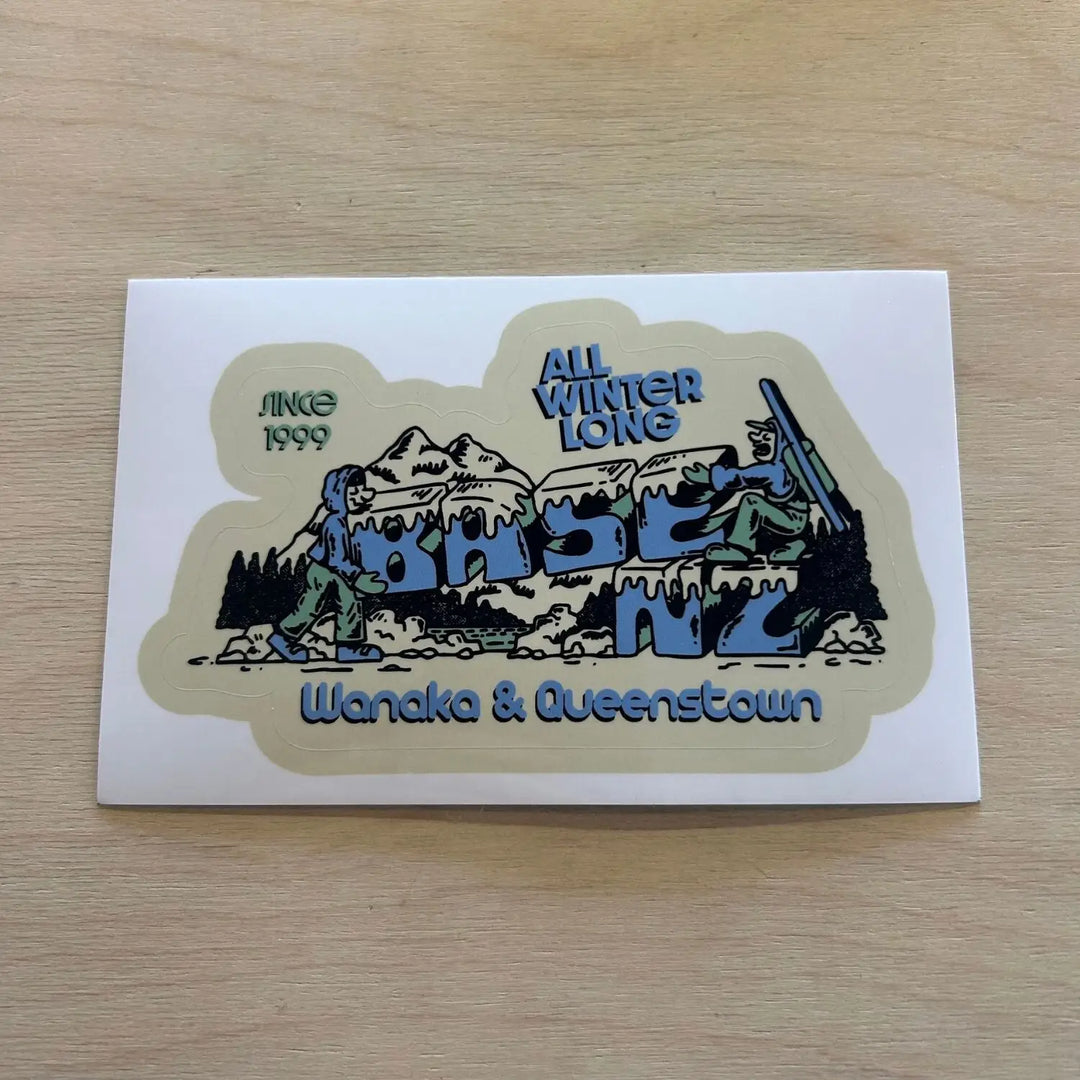 SINCE
1999
ALL
WINTER
LONG
BASE
NZ
Wanaka & Queenstown